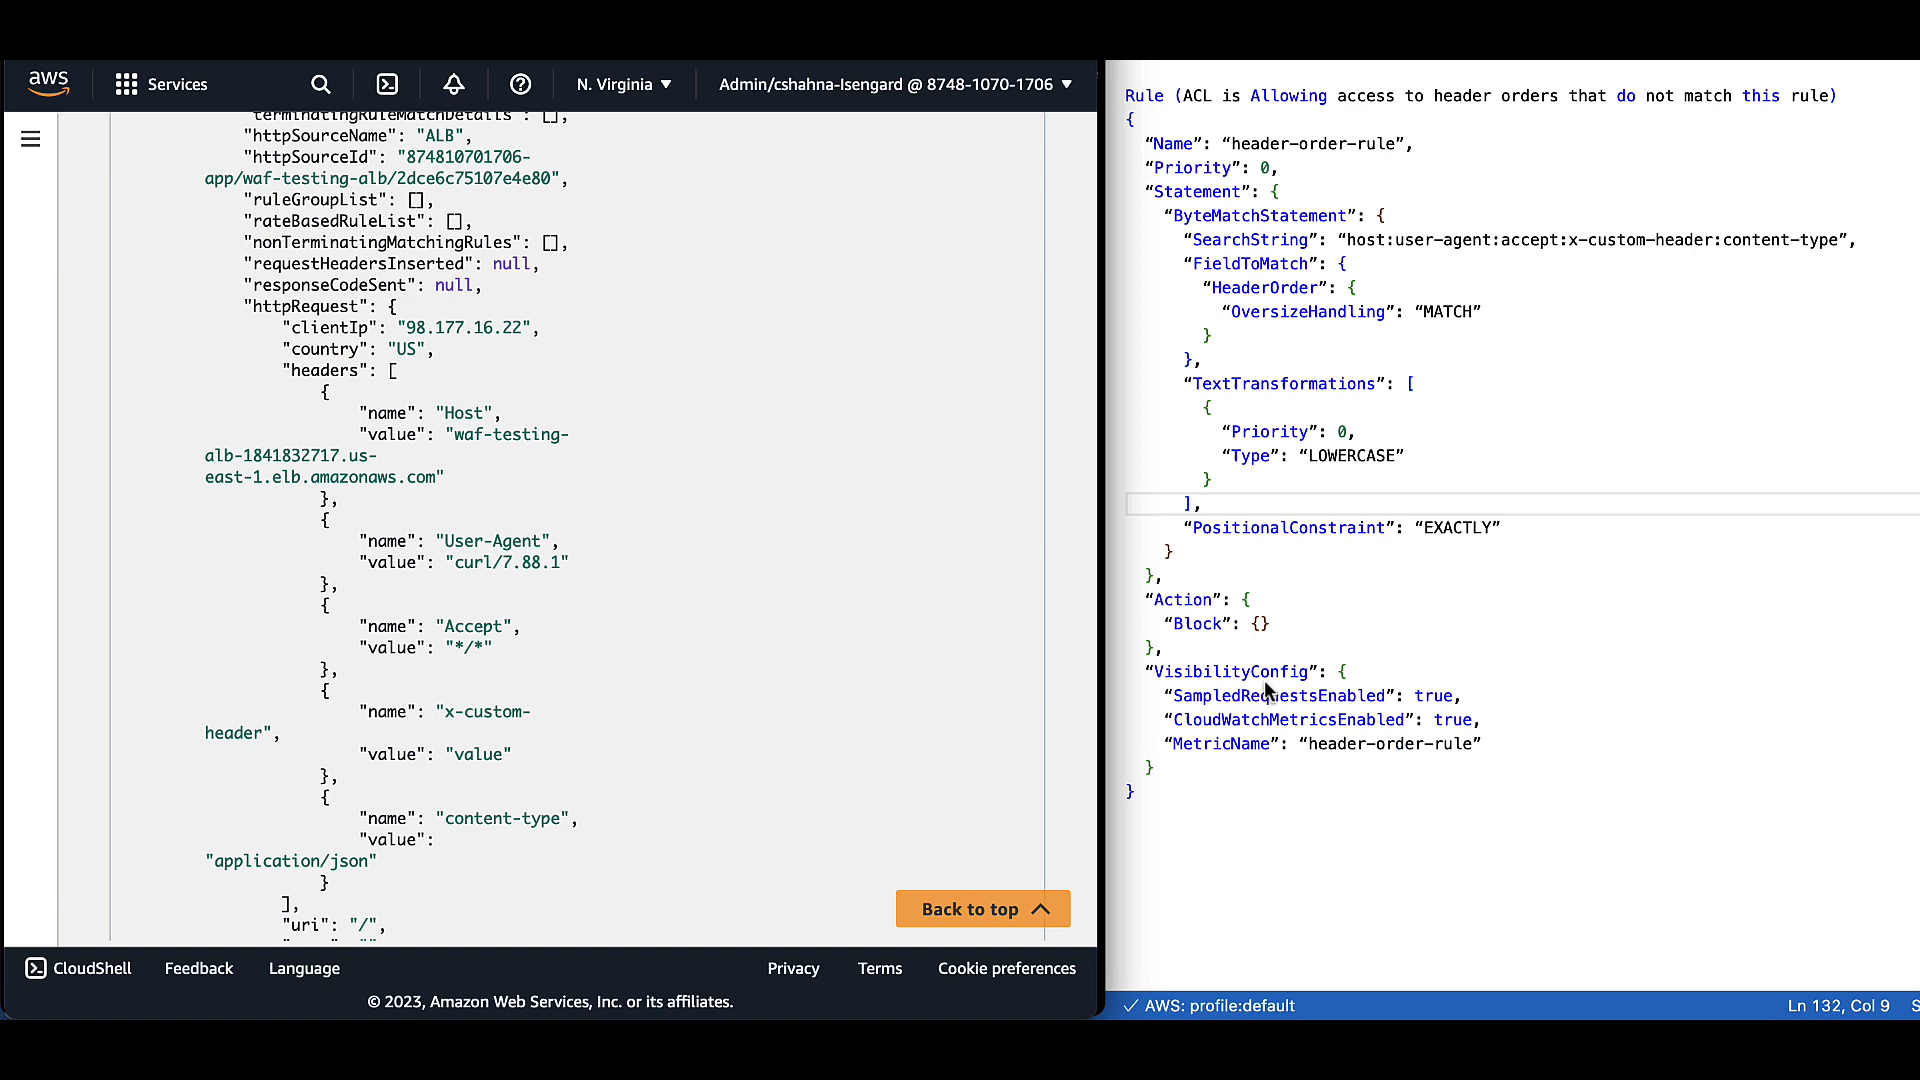 aws
Services
N. Virginia
Admin/cshahna-Isengard @ 8748-1070-1706
"terminatingRuleMatchDetails": [],
"httpSourceName": "ALB",
"httpSourceId": "874810701706-
app/waf-testing-alb/2dce6c75107e4e80",
"ruleGroupList": [],
"rateBasedRuleList": [],
"nonTerminatingMatchingRules": [],
"requestHeadersInserted": null,
"responseCodeSent": null,
"httpRequest": {
"clientIp": "98.177.16.22",
"country": "US",
"headers": [
{
"name": "Host",
"value": "waf-testing-
alb-1841832717.us-
east-1.elb.amazonaws.com"
},
{
"name": "User-Agent",
"value": "curl/7.88.1"
},
{
"name": "Accept",
"value": "*/*"
},
{
"name": "x-custom-
header",
"value": "value"
},
{
"name": "content-type",
"value":
"application/json"
}
],
"uri": "/",
Back to top
CloudShell
Feedback
Language
Privacy
Terms
Cookie preferences
© 2023, Amazon Web Services, Inc. or its affiliates.
Rule (ACL is Allowing access to header orders that do not match this rule)
{
“Name”: “header-order-rule”,
“Priority”: 0,
“Statement”: {
“ByteMatchStatement”: {
“SearchString”: “host:user-agent:accept:x-custom-header:content-type”,
“FieldToMatch”: {
“HeaderOrder”: {
“OversizeHandling”: “MATCH”
}
},
“TextTransformations”: [
{
“Priority”: 0,
“Type”: “LOWERCASE”
}
],
“PositionalConstraint”: “EXACTLY”
}
},
“Action”: {
“Block”: {}
},
“VisibilityConfig”: {
“SampledRequestsEnabled”: true,
“CloudWatchMetricsEnabled”: true,
“MetricName”: “header-order-rule”
}
}
AWS: profile:default
Ln 132, Col 9